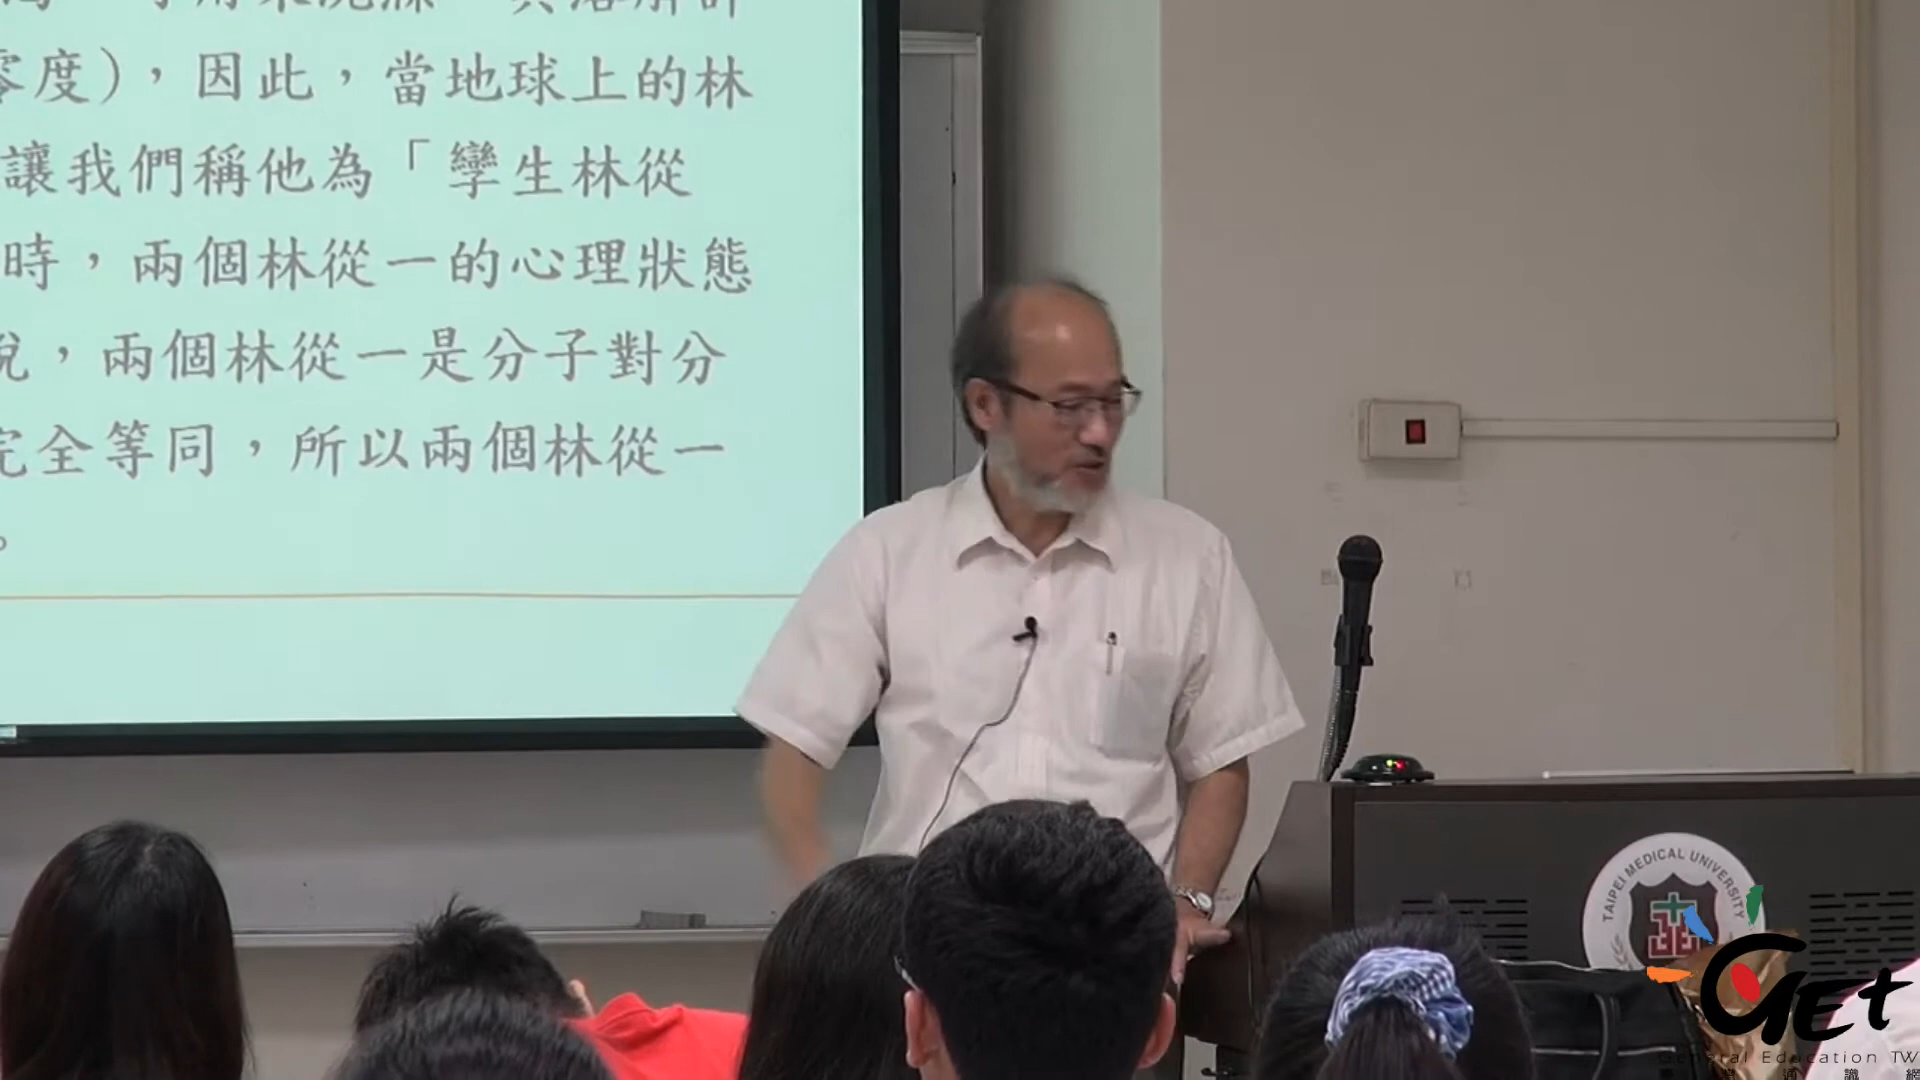 零度），因此，當地球上的林
讓我們稱他為「孿生林從
時，兩個林從一的心理狀態
說，兩個林從一是分子對分
完全等同，所以兩個林從一
。
TAIPEI MEDICAL UNIVERSITY
GET
General Education TW
通 識 網